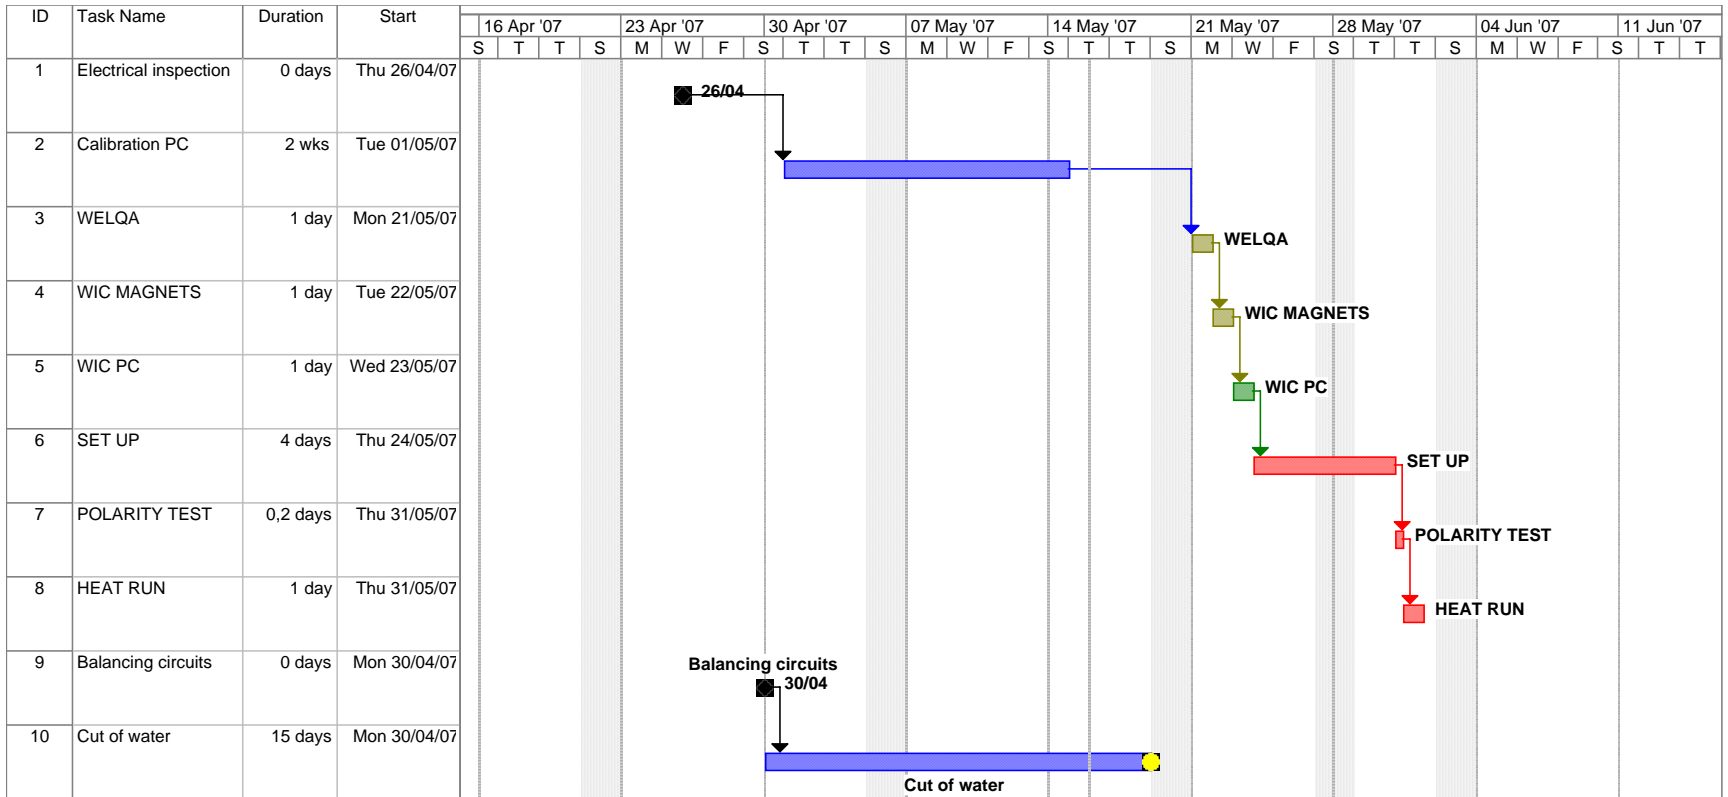 ID Task Name Duration Start 16 Apr '07 23 Apr '07 30 Apr '07 07 May '07 14 May '07 21 May '07 28 May '07 04 Jun '07 11 Jun '07
S T T S M W F S T T S M W F S T T S M W F S T T S M W F S T T
1 Electrical inspection 0 days Thu 26/04/07
26/04
2 Calibration PC 2 wks Tue 01/05/07
3 WELQA 1 day Mon 21/05/07
WELQA
4 WIC MAGNETS 1 day Tue 22/05/07
WIC MAGNETS
5 WIC PC 1 day Wed 23/05/07
WIC PC
6 SET UP 4 days Thu 24/05/07
SET UP
7 POLARITY TEST 0,2 days Thu 31/05/07
POLARITY TEST
8 HEAT RUN 1 day Thu 31/05/07
HEAT RUN
9 Balancing circuits 0 days Mon 30/04/07
Balancing circuits
30/04
10 Cut of water 15 days Mon 30/04/07
Cut of water